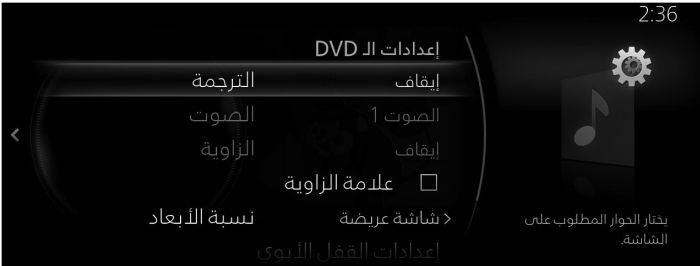 2:36
إعدادات الـ DVD
إيقاف الترجمة
الصوت 1 الصوت
إيقاف الزاوية
علامة الزاوية
شاشة عريضة نسبة الأبعاد
إعدادات القفل الأبوي
يختار الحوار المطلوب على
الشاشة.